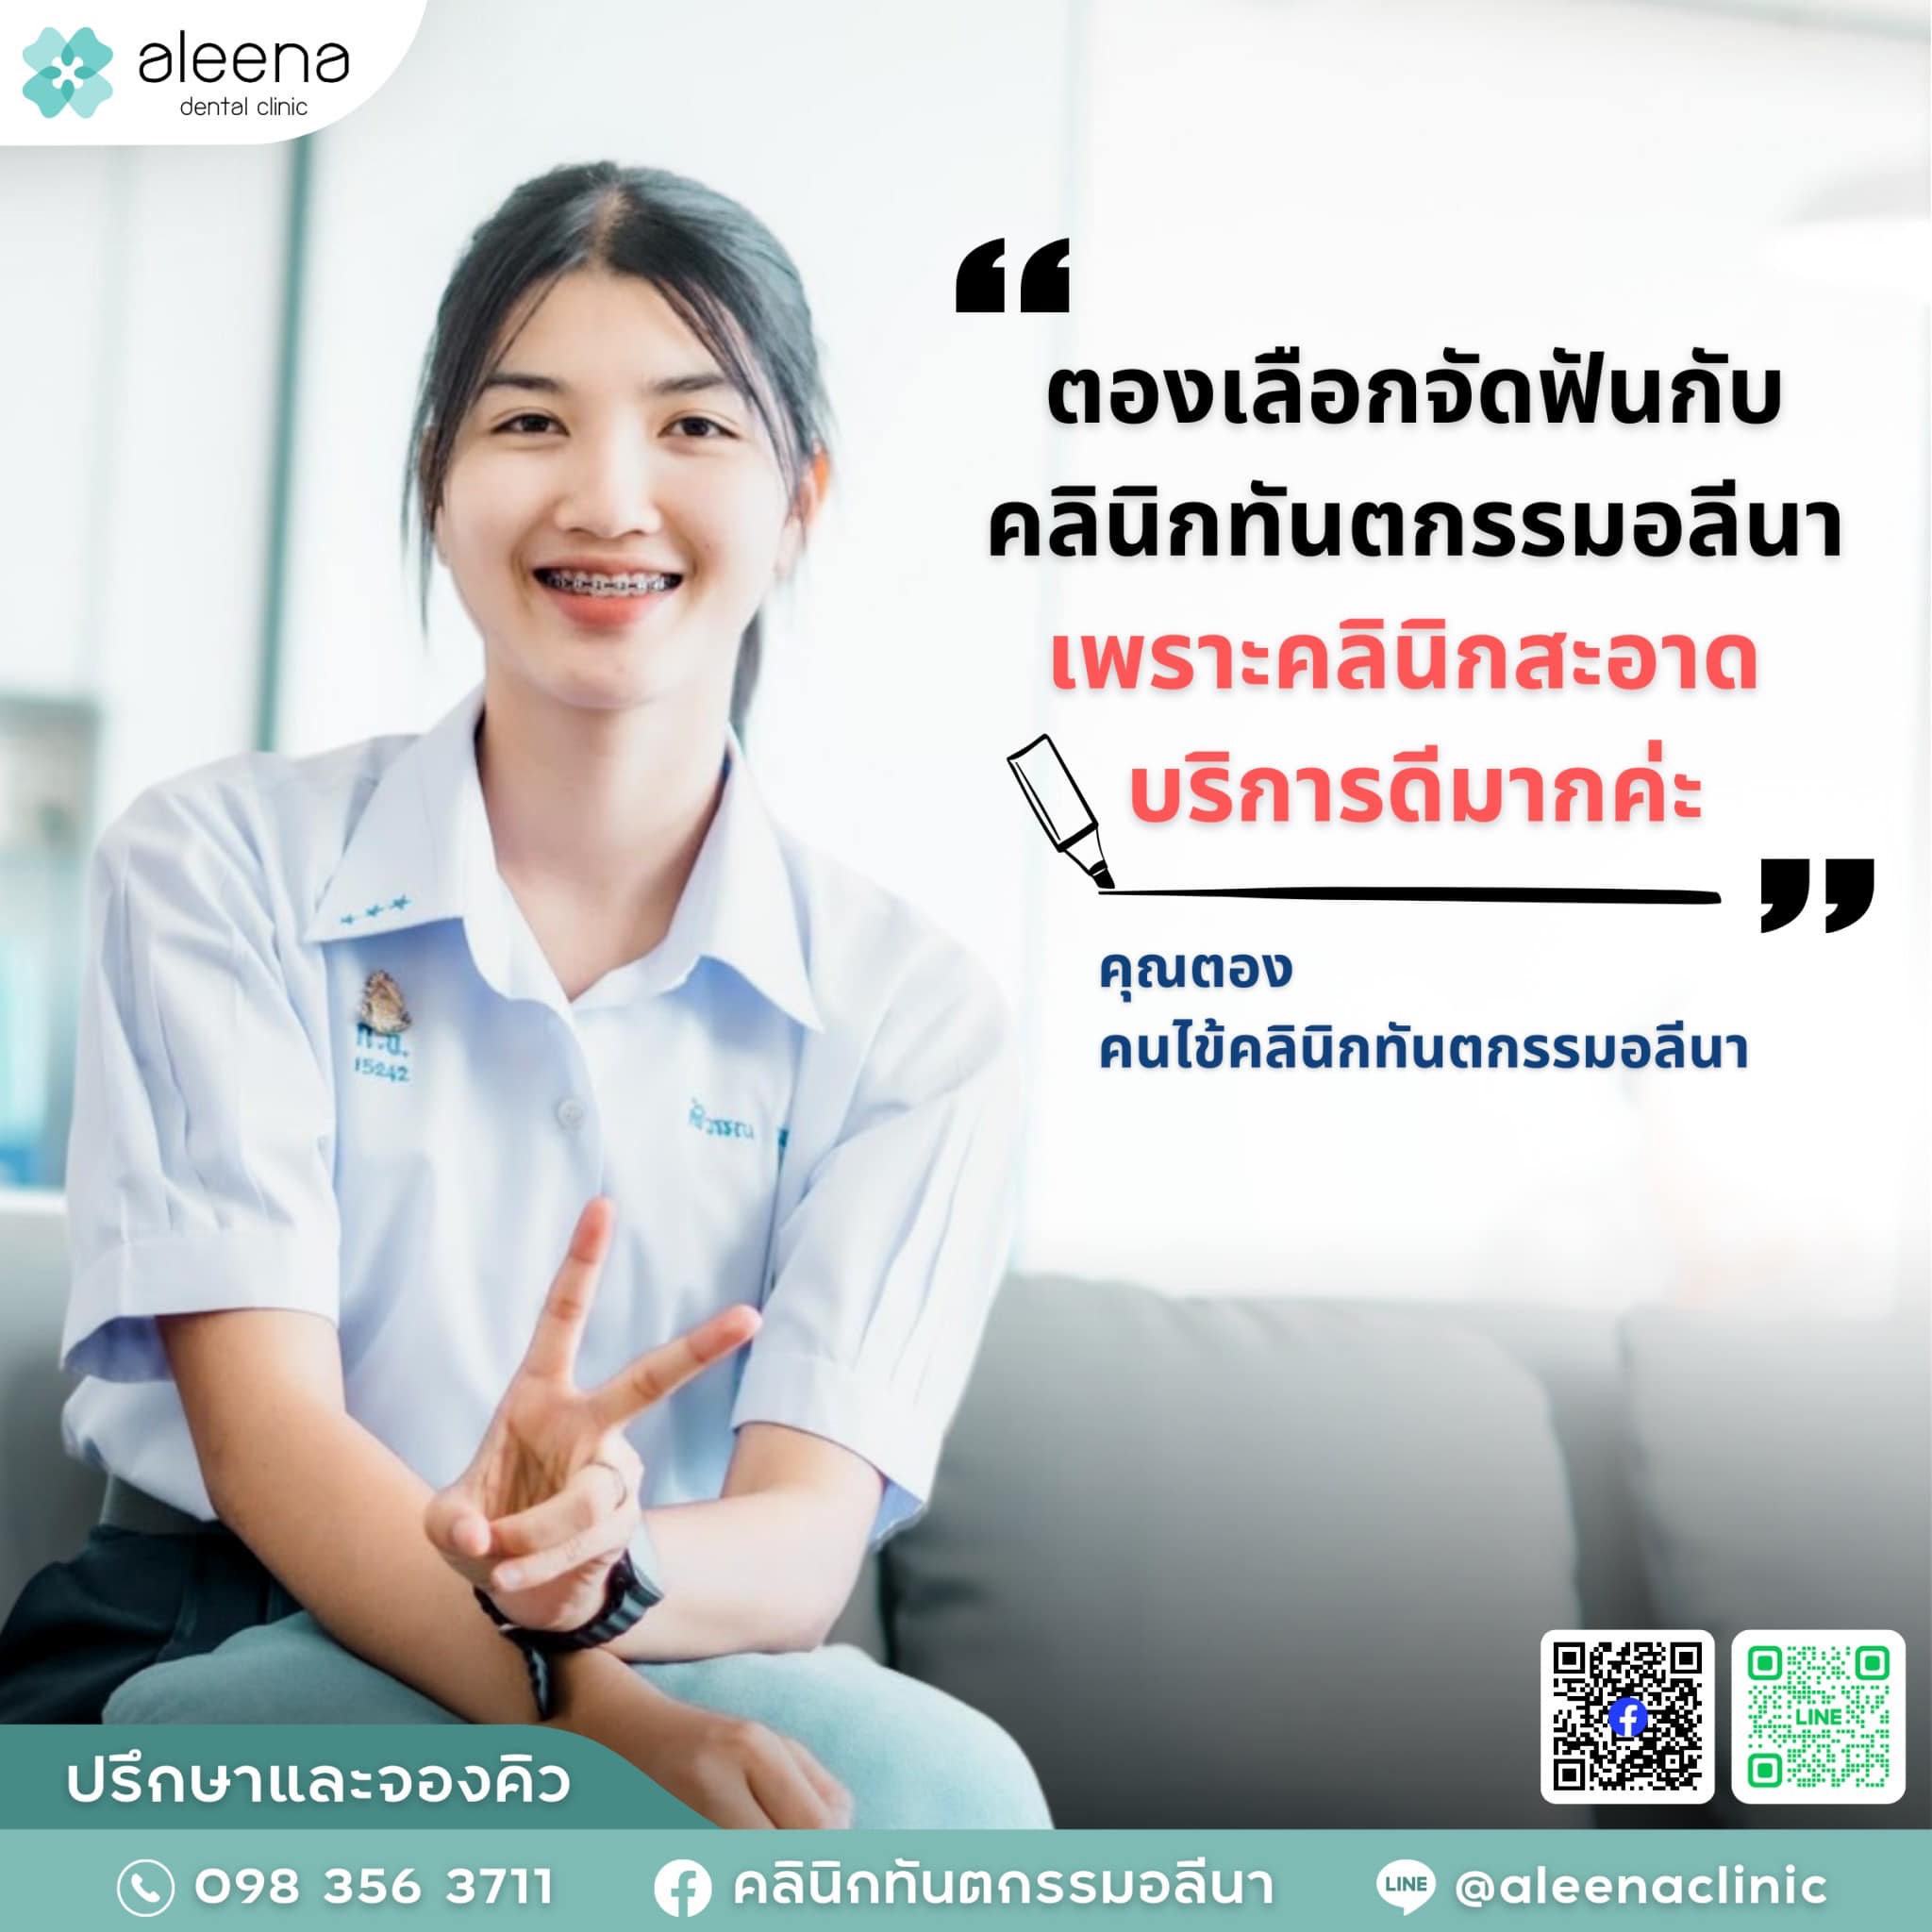 aleena
dental clinic
“
ตองเลือกจัดฟันกับ
คลินิกทันตกรรมอลีนา
เพราะคลินิกสะอาด
บริการดีมากค่ะ
”
คุณตอง
คนไข้คลินิกทันตกรรมอลีนา
15242
LINE
ปรึกษาและจองคิว
098 356 3711
คลินิกทันตกรรมอลีนา
LINE @aleenaclinic